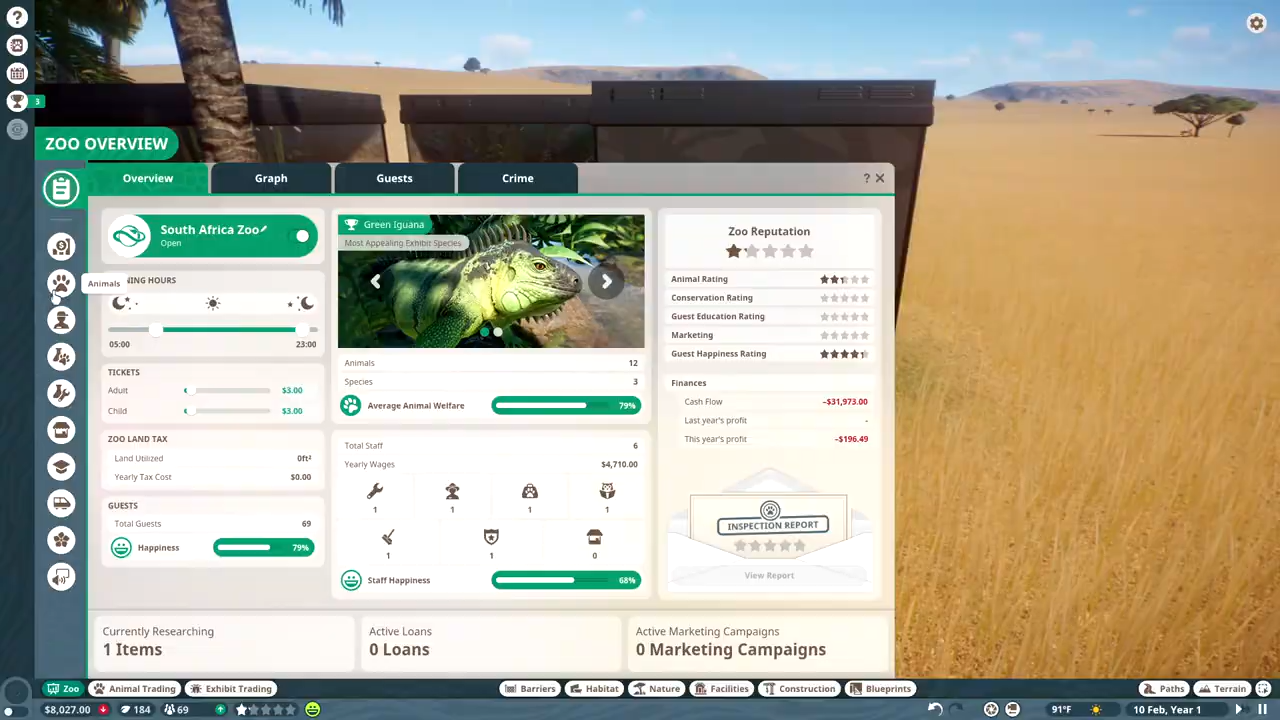 ?
3
ZOO OVERVIEW
Overview
Graph
Guests
Crime
?
South Africa Zoo
Open
Green Iguana
Most Appealing Exhibit Species
Zoo Reputation
Animals
NING HOURS
05:00
23:00
Animal Rating
Conservation Rating
Guest Education Rating
Marketing
Guest Happiness Rating
Animals 12
Species 3
Average Animal Welfare 79%
TICKETS
Adult $3.00
Child $3.00
Finances
Cash Flow -$31,973.00
Last year's profit -
This year's profit -$196.49
ZOO LAND TAX
Land Utilized 0ft²
Yearly Tax Cost $0.00
Total Staff 6
Yearly Wages $4,710.00
1 1 1 1
1 1 0
Staff Happiness 68%
GUESTS
Total Guests 69
Happiness 79%
INSPECTION REPORT
View Report
Currently Researching
1 Items
Active Loans
0 Loans
Active Marketing Campaigns
0 Marketing Campaigns
Zoo
Animal Trading
Exhibit Trading
Barriers
Habitat
Nature
Facilities
Construction
Blueprints
Paths
Terrain
$8,027.00
184
69
91°F
10 Feb, Year 1